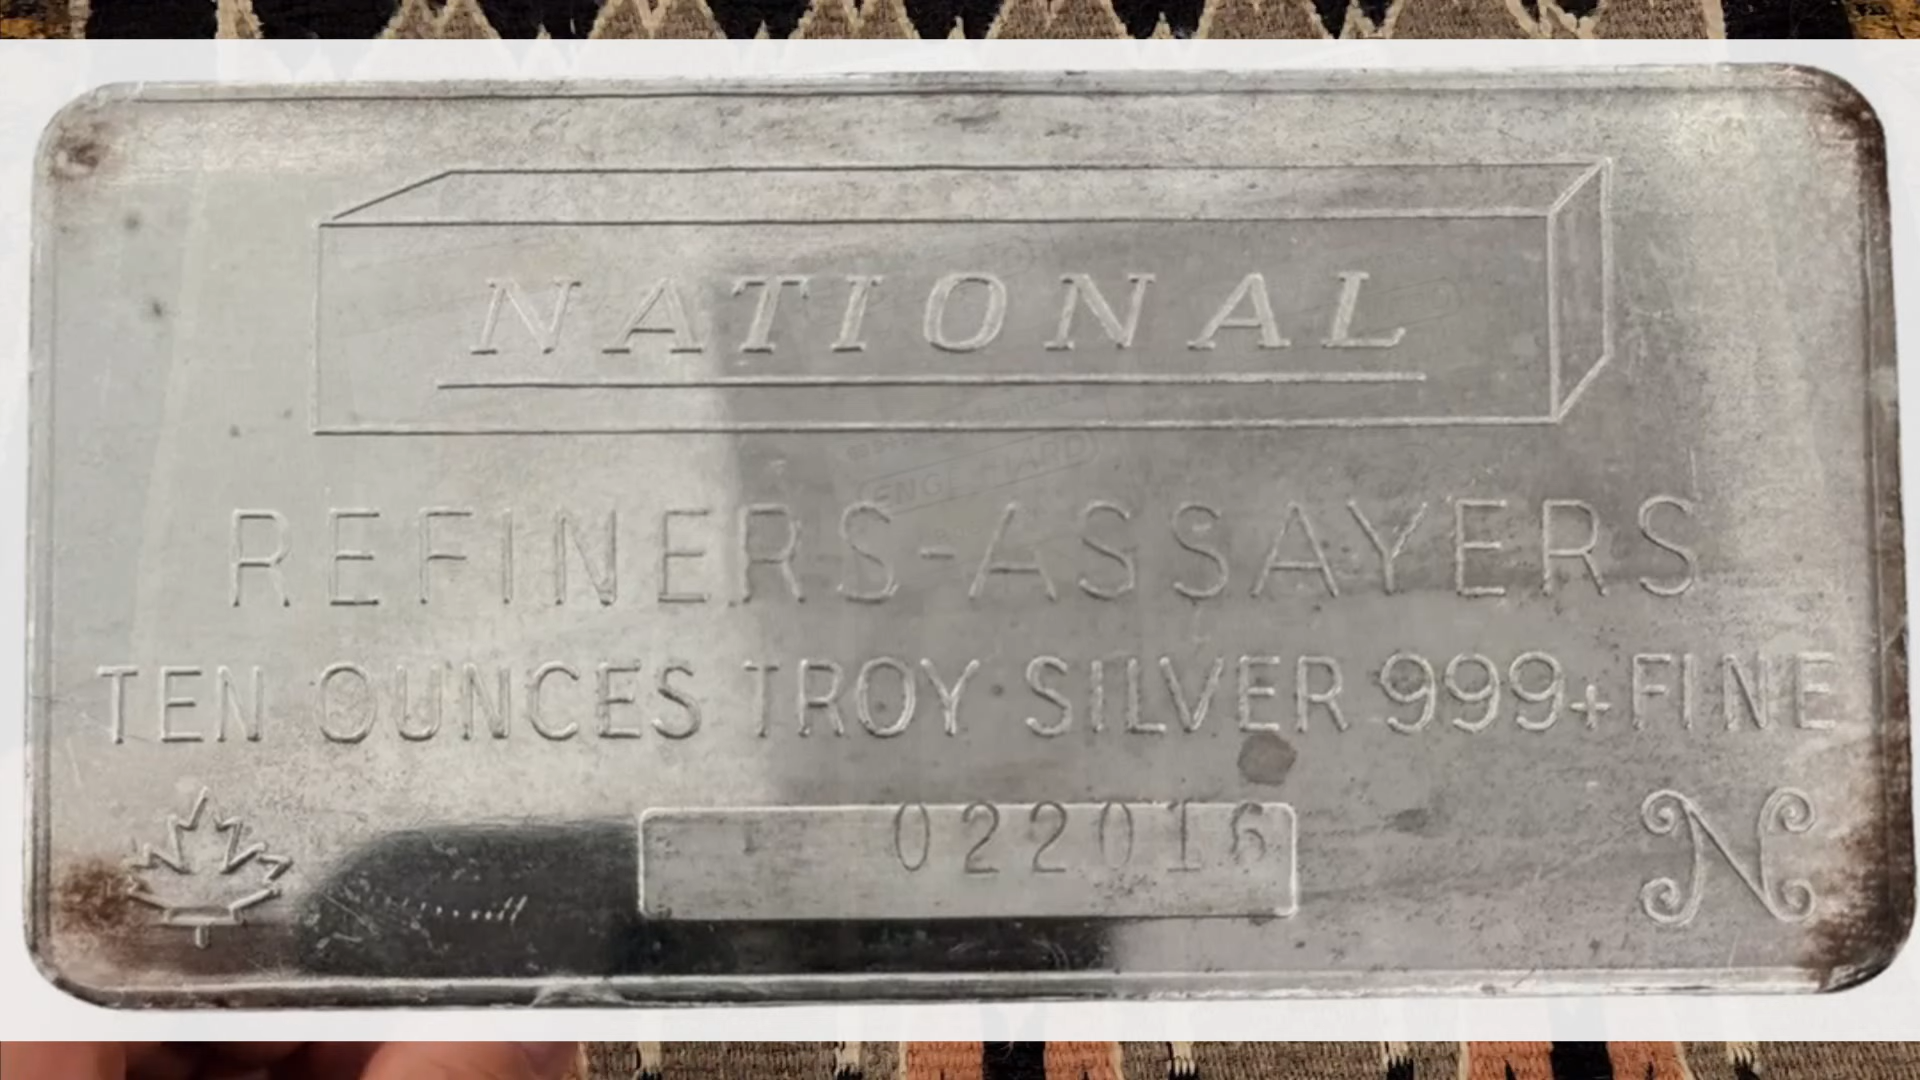 NATIONAL
REFINERS-ASSAYERS
TEN OUNCES TROY SILVER 999+FINE
022016
N